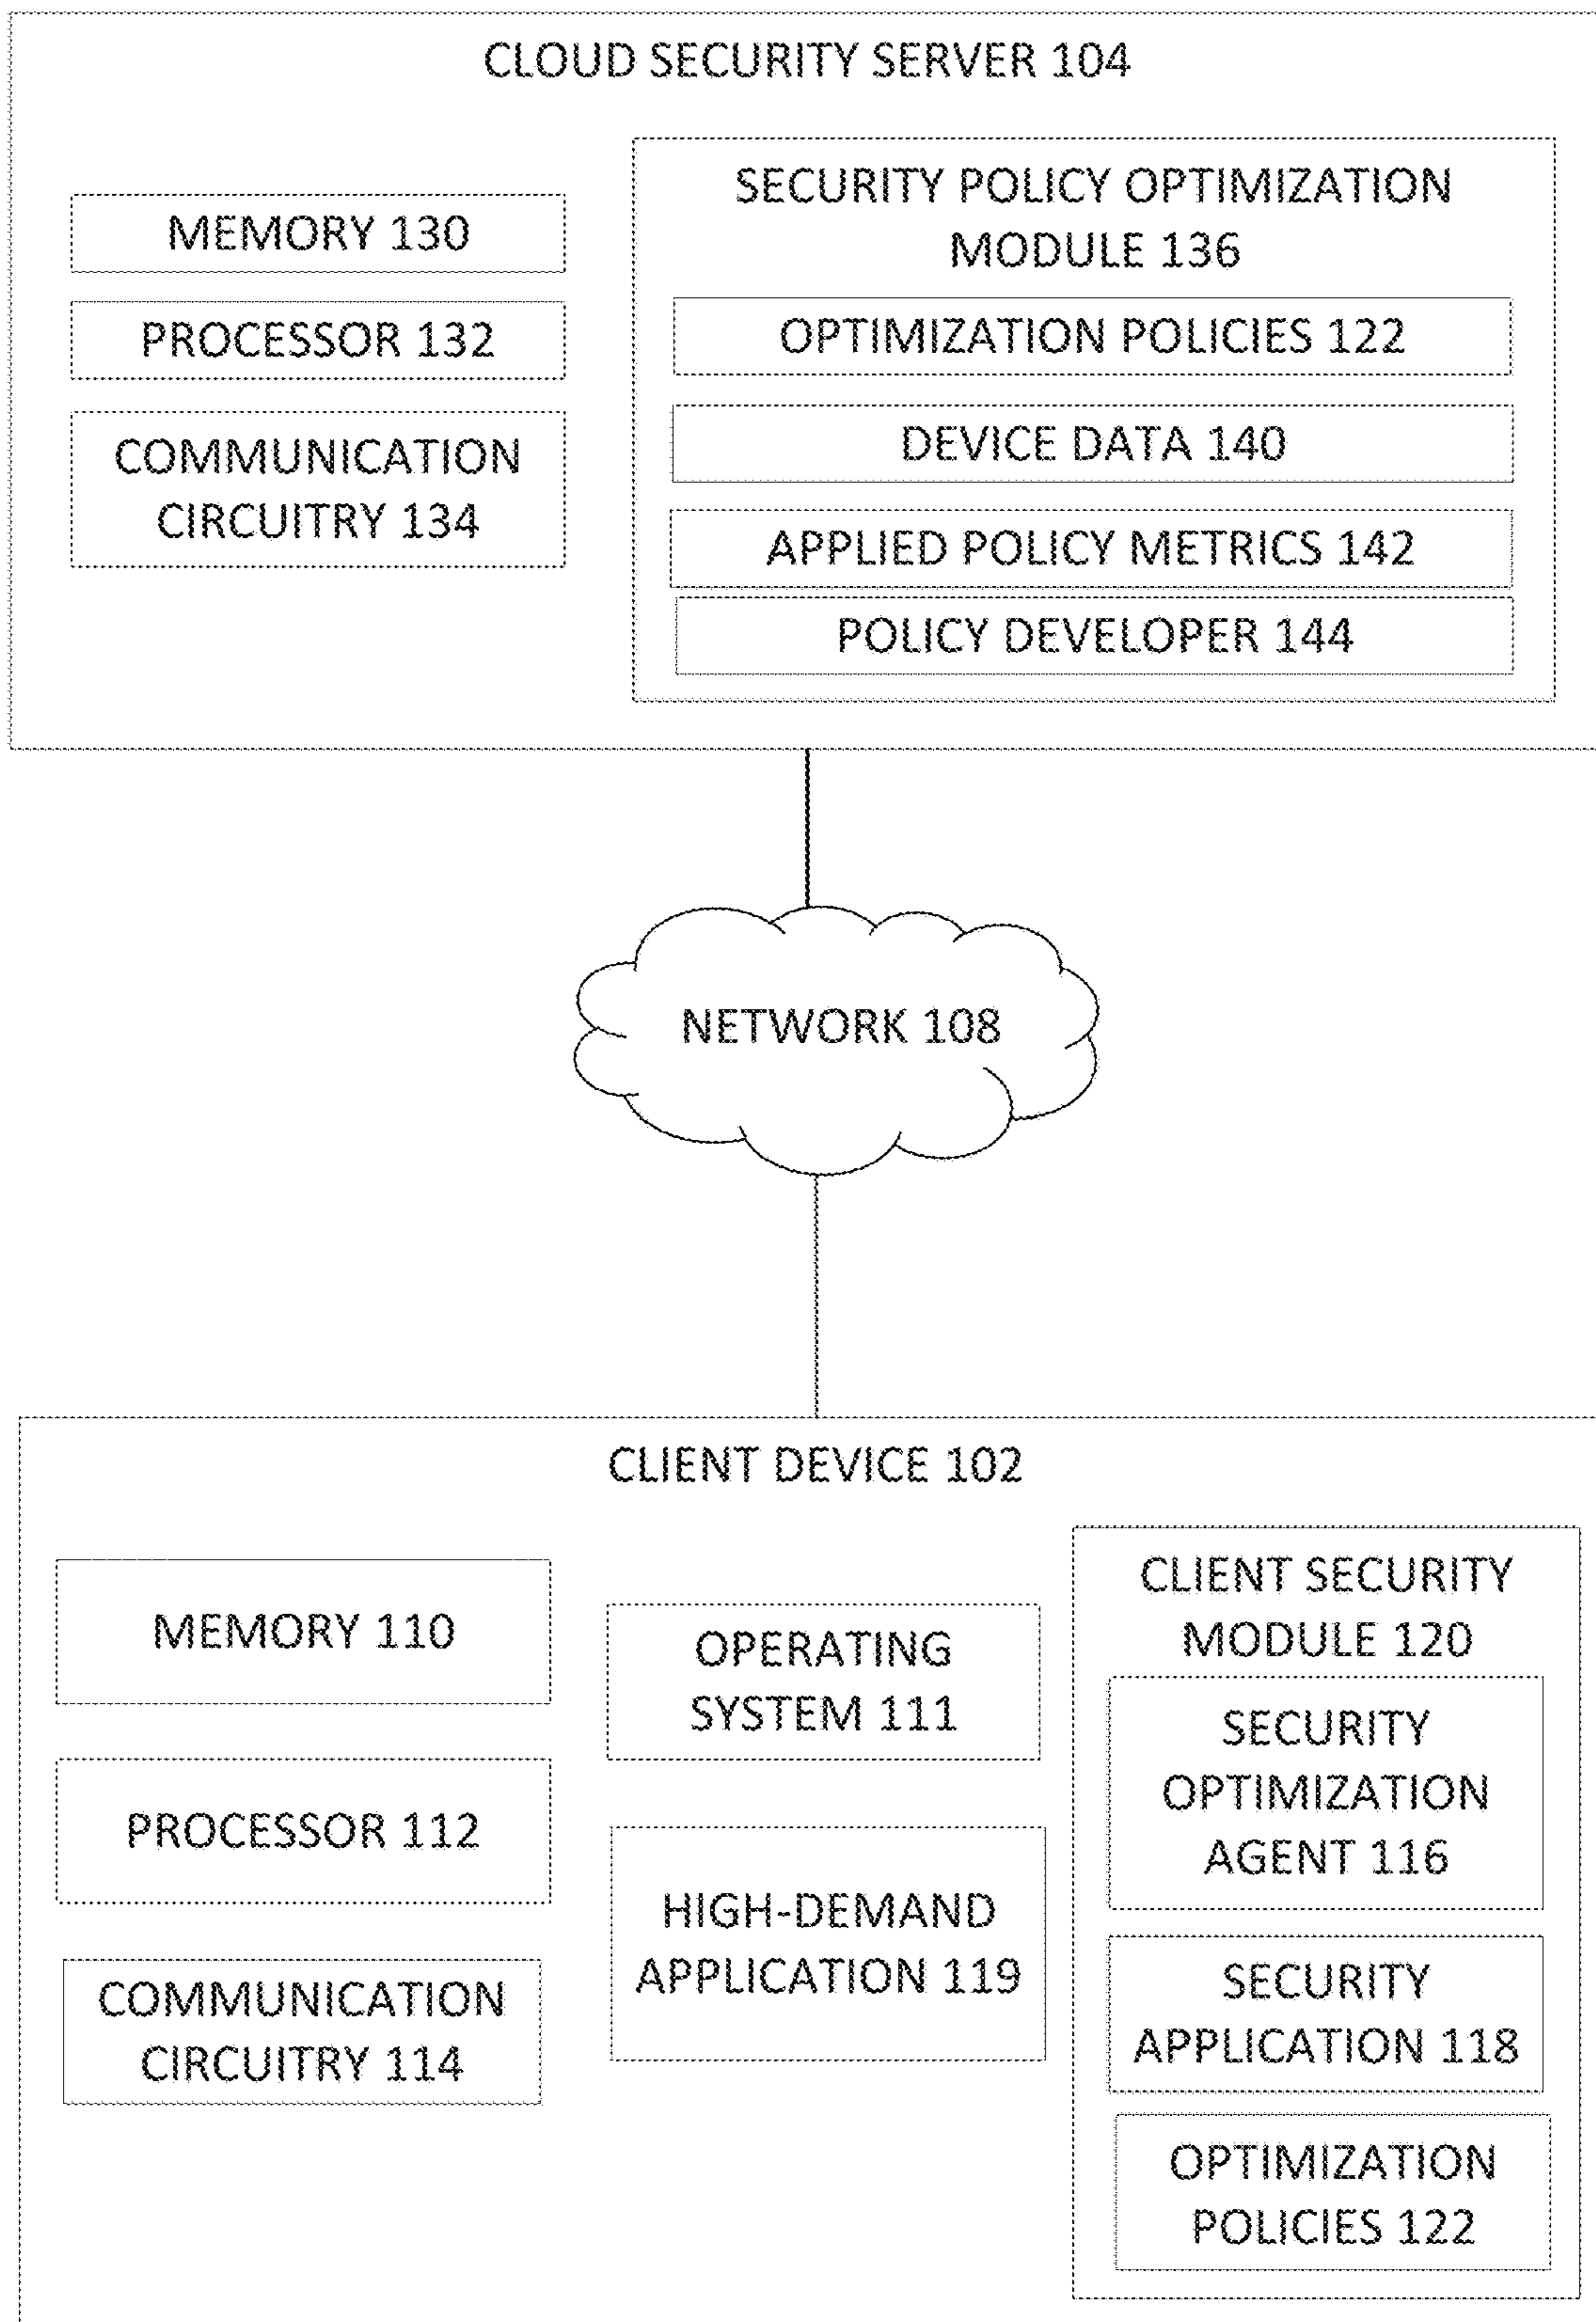 CLOUD SECURITY SERVER 104
MEMORY 130
PROCESSOR 132
COMMUNICATION
CIRCUITRY 134
SECURITY POLICY OPTIMIZATION
MODULE 136
OPTIMIZATION POLICIES 122
DEVICE DATA 140
APPLIED POLICY METRICS 142
POLICY DEVELOPER 144
NETWORK 108
CLIENT DEVICE 102
MEMORY 110
PROCESSOR 112
COMMUNICATION
CIRCUITRY 114
OPERATING
SYSTEM 111
HIGH-DEMAND
APPLICATION 119
CLIENT SECURITY
MODULE 120
SECURITY
OPTIMIZATION
AGENT 116
SECURITY
APPLICATION 118
OPTIMIZATION
POLICIES 122